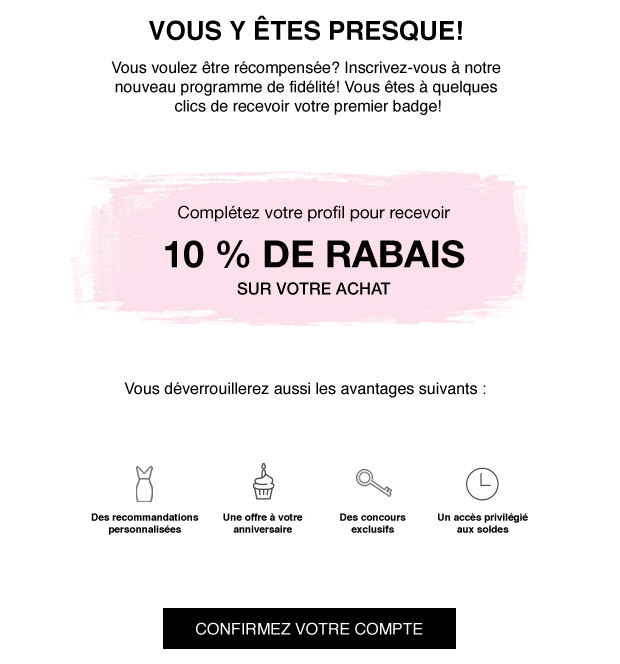 VOUS Y ÊTES PRESQUE!
Vous voulez être récompensée? Inscrivez-vous à notre
nouveau programme de fidélité! Vous êtes à quelques
clics de recevoir votre premier badge!
Complétez votre profil pour recevoir
10 % DE RABAIS
SUR VOTRE ACHAT
Vous déverrouillerez aussi les avantages suivants :
Des recommandations
personnalisées
Une offre à votre
anniversaire
Des concours
exclusifs
Un accès privilégié
aux soldes
CONFIRMEZ VOTRE COMPTE